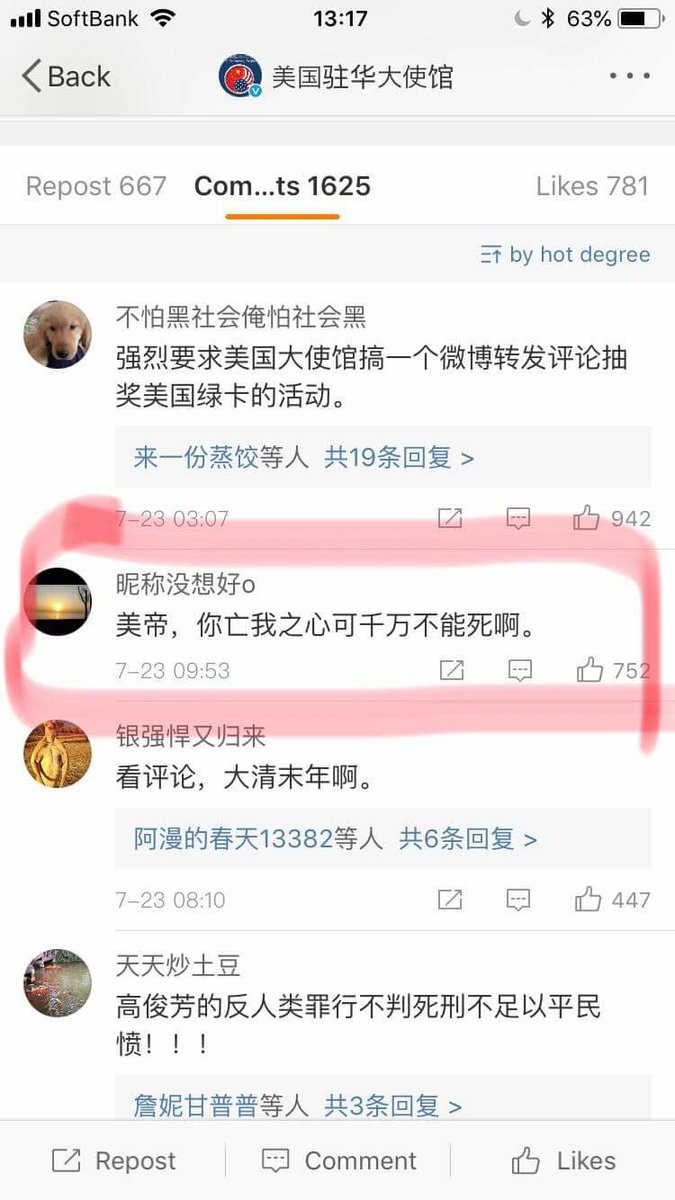 SoftBank 13:17 63%
Back 美国驻华大使馆
Repost 667 Com...ts 1625 Likes 781
by hot degree
不怕黑社会俺怕社会黑
强烈要求美国大使馆搞一个微博转发评论抽
奖美国绿卡的活动。
来一份蒸饺等人 共19条回复 >
7-23 03:07 942
昵称没想好o
美帝，你亡我之心可千万不能死啊。
7-23 09:53 752
银强悍又归来
看评论，大清末年啊。
阿漫的春天13382等人 共6条回复 >
7-23 08:10 447
天天炒土豆
高俊芳的反人类罪行不判死刑不足以平民
愤！！！
詹妮甘普普等人 共3条回复 >
Repost Comment Likes